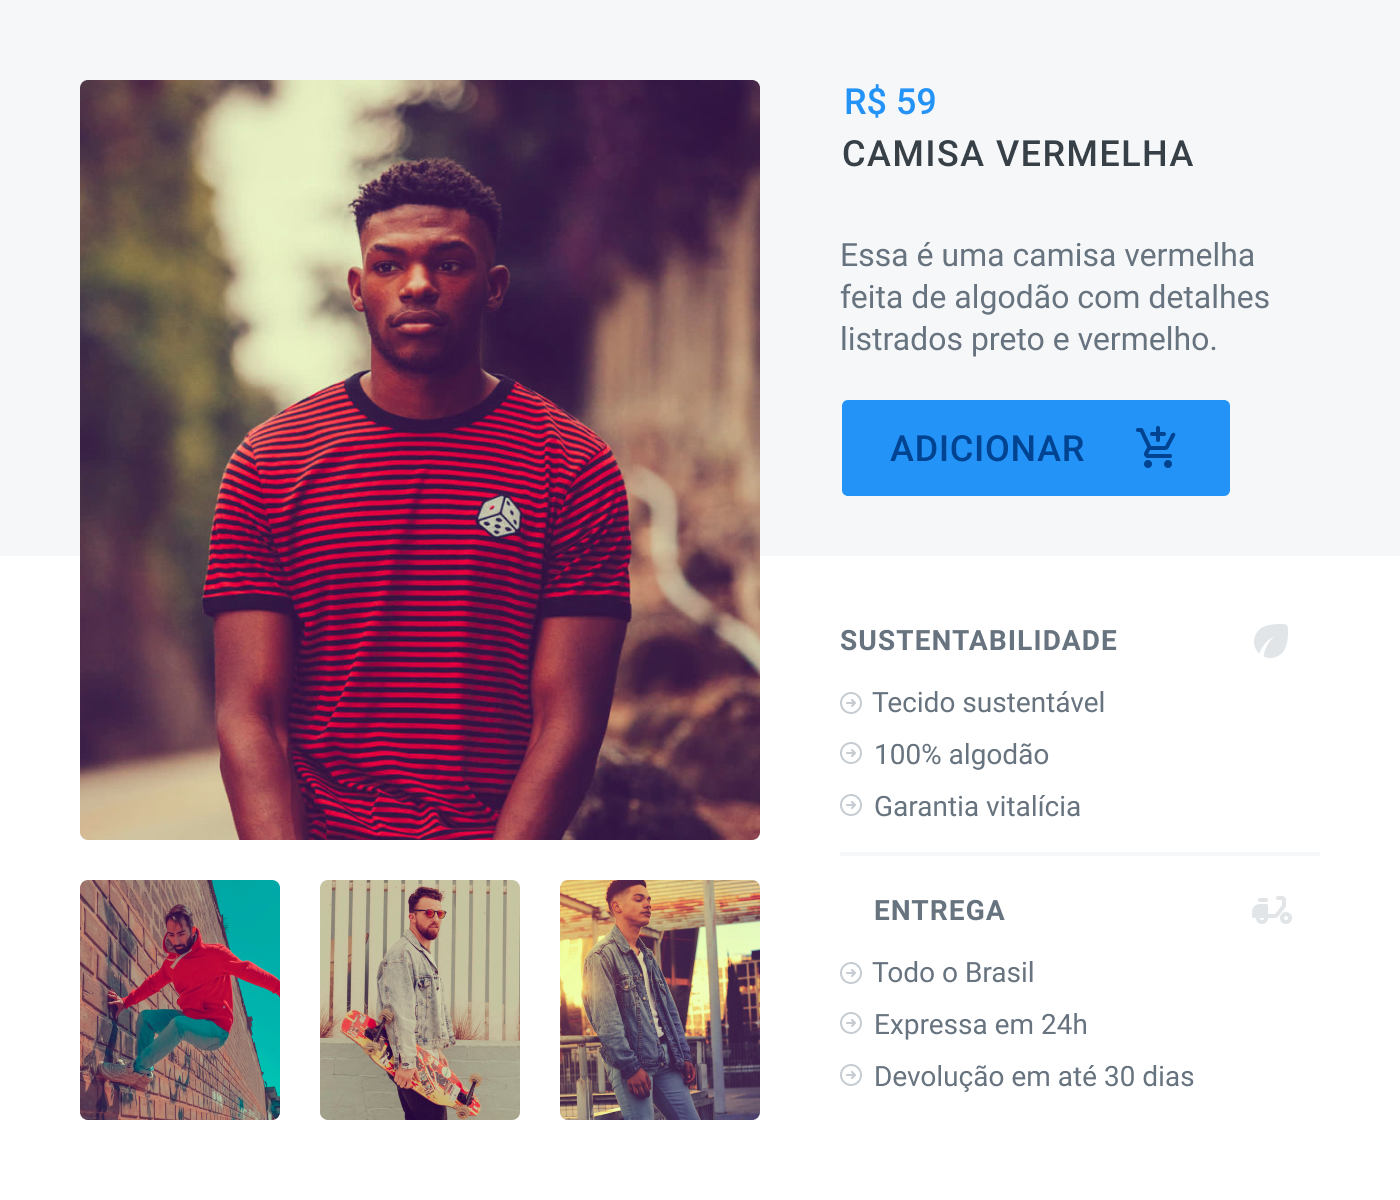 R$ 59
CAMISA VERMELHA
Essa é uma camisa vermelha
feita de algodão com detalhes
listrados preto e vermelho.
ADICIONAR
SUSTENTABILIDADE
Tecido sustentável
100% algodão
Garantia vitalícia
ENTREGA
Todo o Brasil
Expressa em 24h
Devolução em até 30 dias